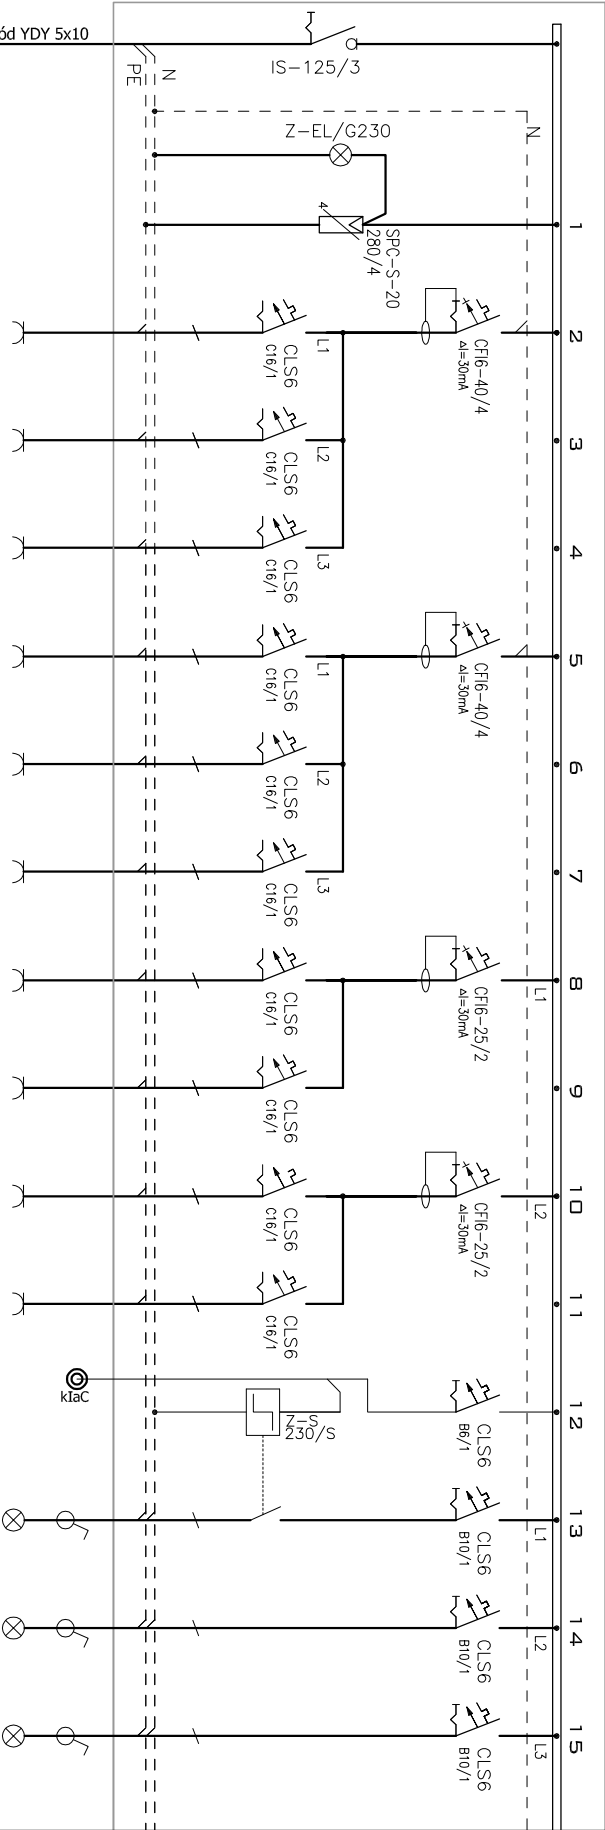 ód YDY 5x10
IS-125/3
PE
N
N
Z-EL/G230
1
4
SPC-S-20
280/4
2
CFI6-40/4
ΔI=30mA
L1
CLS6
C16/1
3
L2
CLS6
C16/1
4
L3
CLS6
C16/1
5
CFI6-40/4
ΔI=30mA
L1
CLS6
C16/1
6
L2
CLS6
C16/1
7
L3
CLS6
C16/1
8
L1
CFI6-25/2
ΔI=30mA
CLS6
C16/1
9
CLS6
C16/1
10
L2
CFI6-25/2
ΔI=30mA
CLS6
C16/1
11
CLS6
C16/1
kIaC
12
CLS6
B6/1
Z-S
230/S
13
L1
CLS6
B10/1
14
L2
CLS6
B10/1
15
L3
CLS6
B10/1